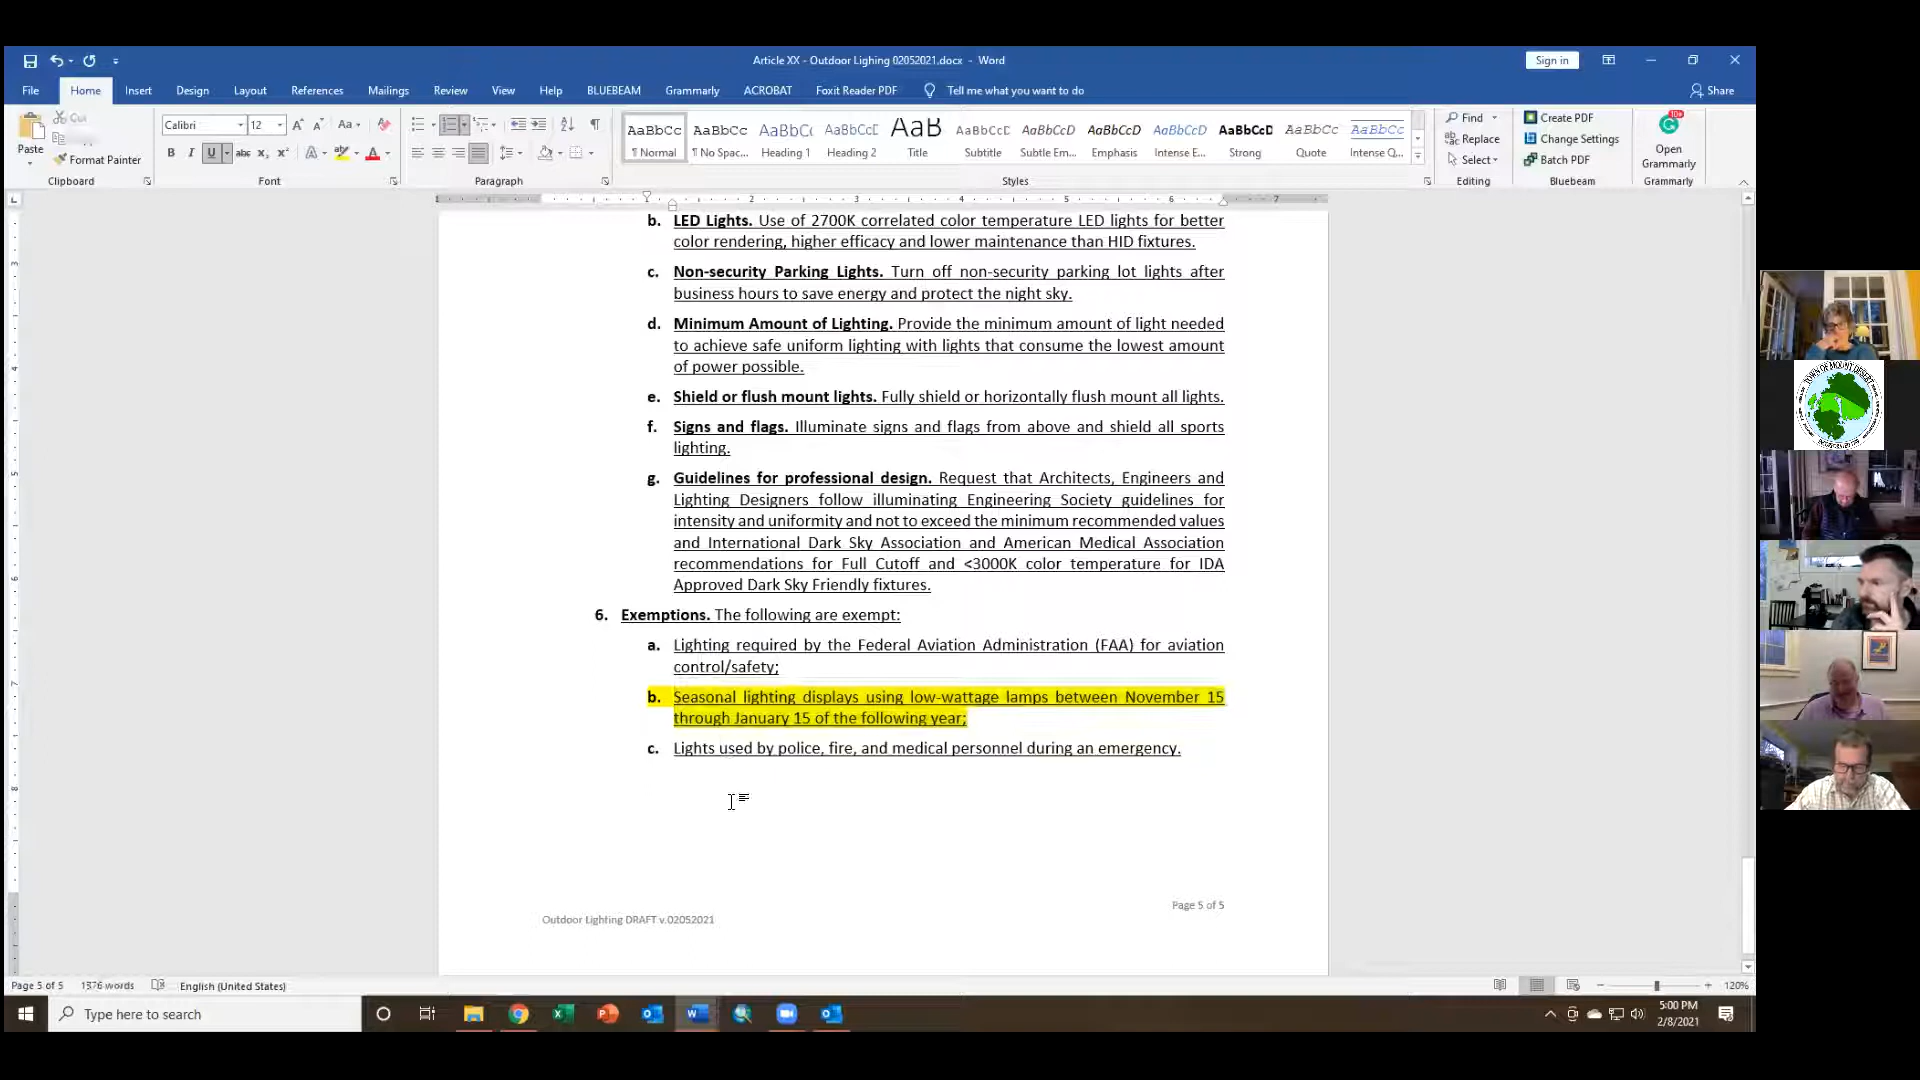 Article XX - Outdoor Lighing 02052021.docx - Word
Sign in
File Home Insert Design Layout References Mailings Review View Help BLUEBEAM Grammarly ACROBAT Foxit Reader PDF Tell me what you want to do Share
Paste
Cut
Format Painter
Clipboard
Calibri 12
Font
Paragraph
AaBbCc AaBbCc AaBbC( AaBbCcC AaB AaBbCcD AaBbCcD AaBbCcD AaBbCcD AaBbCcD AaBbCc AaBbCc
¶ Normal ¶ No Spac... Heading 1 Heading 2 Title Subtitle Subtle Em... Emphasis Intense E... Strong Quote Intense Q...
Styles
Find
Replace
Select
Editing
Create PDF
Change Settings
Batch PDF
Bluebeam
Open
Grammarly
Grammarly
b. LED Lights. Use of 2700K correlated color temperature LED lights for better
color rendering, higher efficacy and lower maintenance than HID fixtures.
c. Non-security Parking Lights. Turn off non-security parking lot lights after
business hours to save energy and protect the night sky.
d. Minimum Amount of Lighting. Provide the minimum amount of light needed
to achieve safe uniform lighting with lights that consume the lowest amount
of power possible.
e. Shield or flush mount lights. Fully shield or horizontally flush mount all lights.
f. Signs and flags. Illuminate signs and flags from above and shield all sports
lighting.
g. Guidelines for professional design. Request that Architects, Engineers and
Lighting Designers follow illuminating Engineering Society guidelines for
intensity and uniformity and not to exceed the minimum recommended values
and International Dark Sky Association and American Medical Association
recommendations for Full Cutoff and <3000K color temperature for IDA
Approved Dark Sky Friendly fixtures.
6. Exemptions. The following are exempt:
a. Lighting required by the Federal Aviation Administration (FAA) for aviation
control/safety;
b. Seasonal lighting displays using low-wattage lamps between November 15
through January 15 of the following year;
c. Lights used by police, fire, and medical personnel during an emergency.
Page 5 of 5
Outdoor Lighting DRAFT v.02052021
TOWN OF MOUNT DESERT
Page 5 of 5 1576 words English (United States) 120%
Type here to search
5:00 PM
2/8/2021